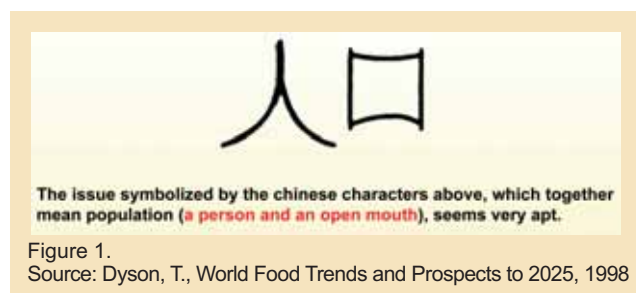 人口
The issue symbolized by the chinese characters above, which together
mean population (a person and an open mouth), seems very apt.
Figure 1.
Source: Dyson, T., World Food Trends and Prospects to 2025, 1998